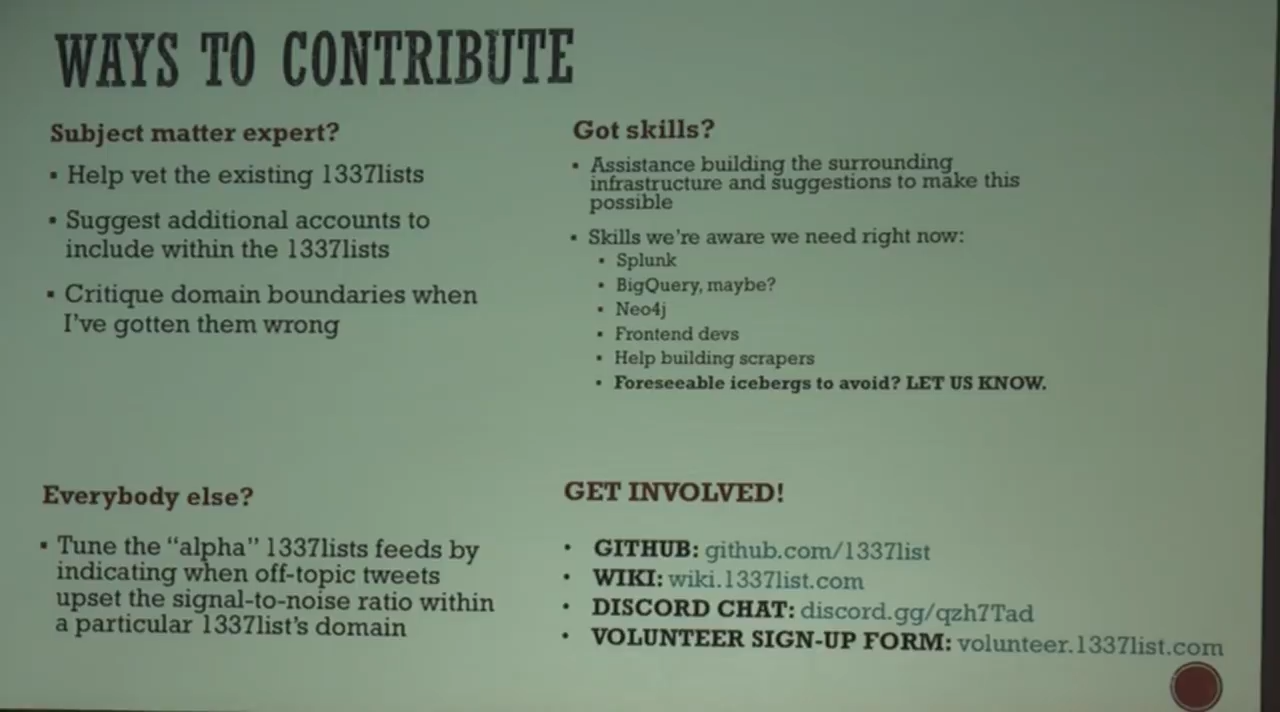 WAYS TO CONTRIBUTE
Subject matter expert?
▪ Help vet the existing 1337lists
▪ Suggest additional accounts to
include within the 1337lists
▪ Critique domain boundaries when
I've gotten them wrong
Got skills?
▪ Assistance building the surrounding
infrastructure and suggestions to make this
possible
▪ Skills we're aware we need right now:
▪ Splunk
▪ BigQuery, maybe?
▪ Neo4j
▪ Frontend devs
▪ Help building scrapers
▪ Foreseeable icebergs to avoid? LET US KNOW.
Everybody else?
▪ Tune the “alpha” 1337lists feeds by
indicating when off-topic tweets
upset the signal-to-noise ratio within
a particular 1337list's domain
GET INVOLVED!
• GITHUB: github.com/1337list
• WIKI: wiki.1337list.com
• DISCORD CHAT: discord.gg/qzh7Tad
• VOLUNTEER SIGN-UP FORM: volunteer.1337list.com